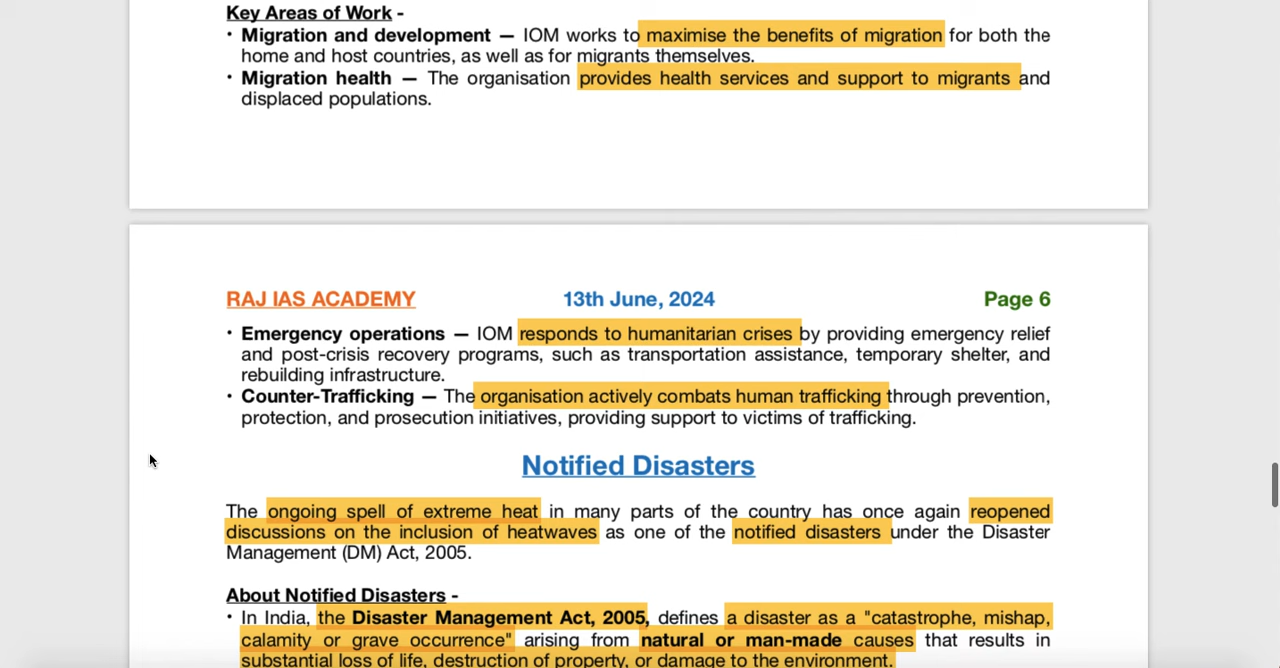 Key Areas of Work -
• Migration and development — IOM works to maximise the benefits of migration for both the
home and host countries, as well as for migrants themselves.
• Migration health — The organisation provides health services and support to migrants and
displaced populations.
RAJ IAS ACADEMY 13th June, 2024 Page 6
• Emergency operations — IOM responds to humanitarian crises by providing emergency relief
and post-crisis recovery programs, such as transportation assistance, temporary shelter, and
rebuilding infrastructure.
• Counter-Trafficking — The organisation actively combats human trafficking through prevention,
protection, and prosecution initiatives, providing support to victims of trafficking.
Notified Disasters
The ongoing spell of extreme heat in many parts of the country has once again reopened
discussions on the inclusion of heatwaves as one of the notified disasters under the Disaster
Management (DM) Act, 2005.
About Notified Disasters -
• In India, the Disaster Management Act, 2005, defines a disaster as a "catastrophe, mishap,
calamity or grave occurrence" arising from natural or man-made causes that results in
substantial loss of life, destruction of property, or damage to the environment.